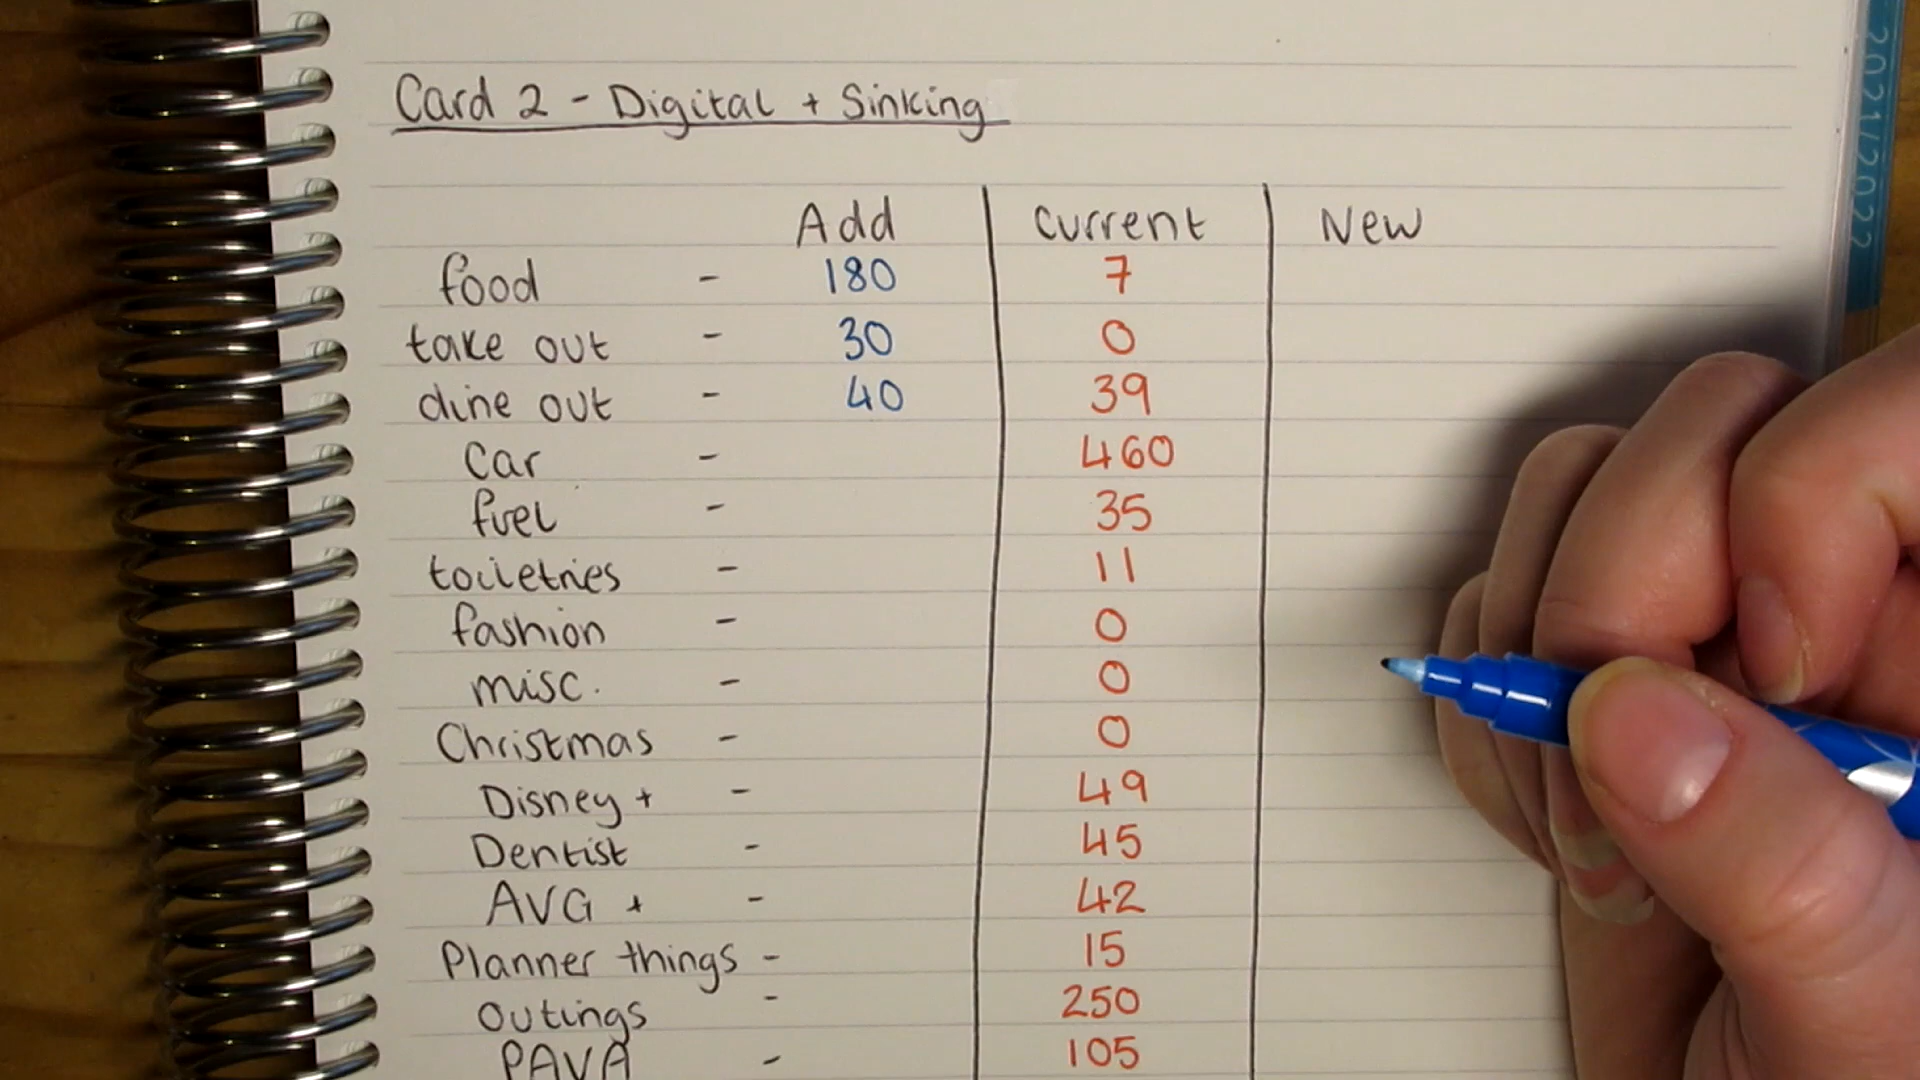 Card 2 - Digital + Sinking
Add Current New
food - 180 7
take out - 30 0
dine out - 40 39
Car - 460
fuel - 35
toiletries - 11
fashion - 0
misc. - 0
Christmas - 0
Disney + - 49
Dentist - 45
AVG + - 42
Planner things - 15
Outings - 250
PAVA - 105
2021/2022